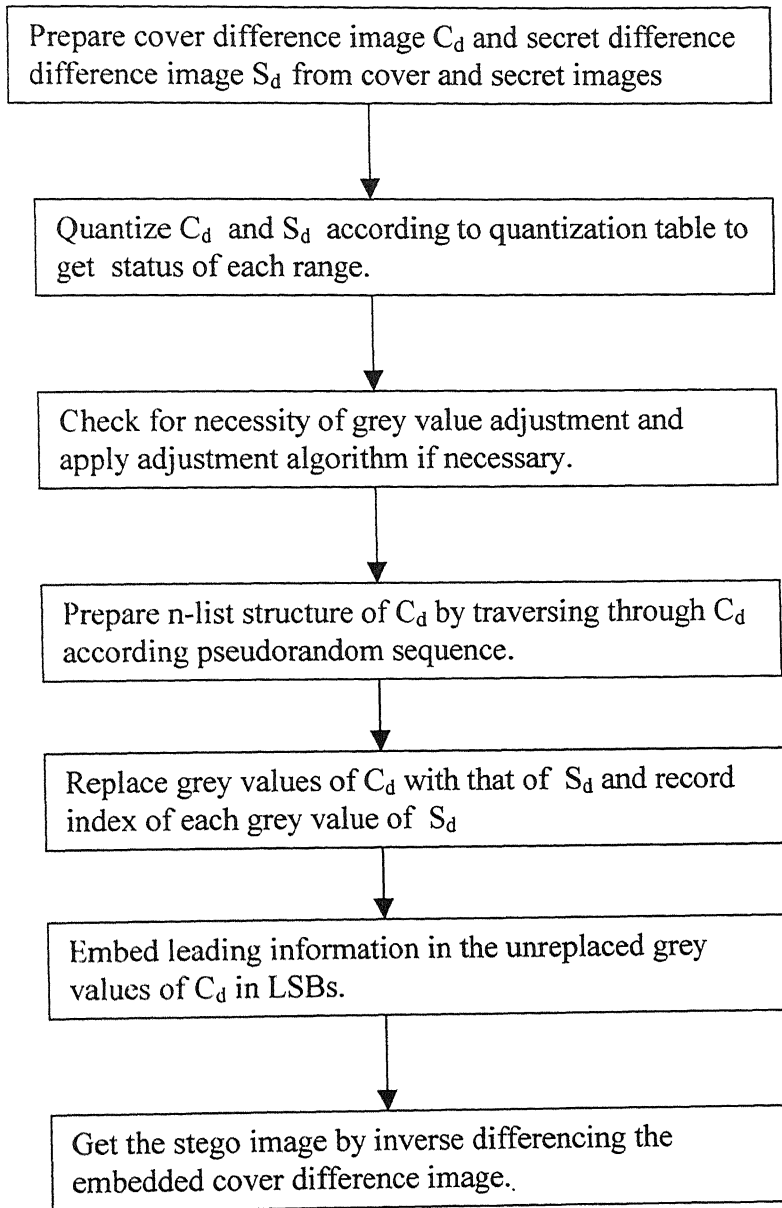 Prepare cover difference image Cd and secret difference
difference image Sd from cover and secret images
Quantize Cd and Sd according to quantization table to
get status of each range.
Check for necessity of grey value adjustment and
apply adjustment algorithm if necessary.
Prepare n-list structure of Cd by traversing through Cd
according pseudorandom sequence.
Replace grey values of Cd with that of Sd and record
index of each grey value of Sd
Embed leading information in the unreplaced grey
values of Cd in LSBs.
Get the stego image by inverse differencing the
embedded cover difference image..